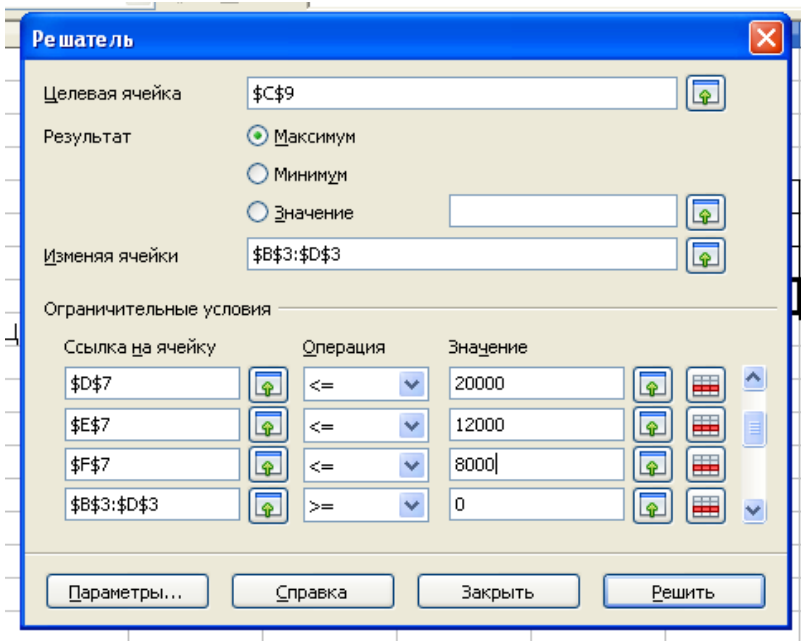 Решатель
Целевая ячейка $C$9
Результат Максимум
Минимум
Значение
Изменяя ячейки $B$3:$D$3
Ограничительные условия
Ссылка на ячейку Операция Значение
$D$7 <= 20000
$E$7 <= 12000
$F$7 <= 8000
$B$3:$D$3 >= 0
Параметры... Справка Закрыть Решить